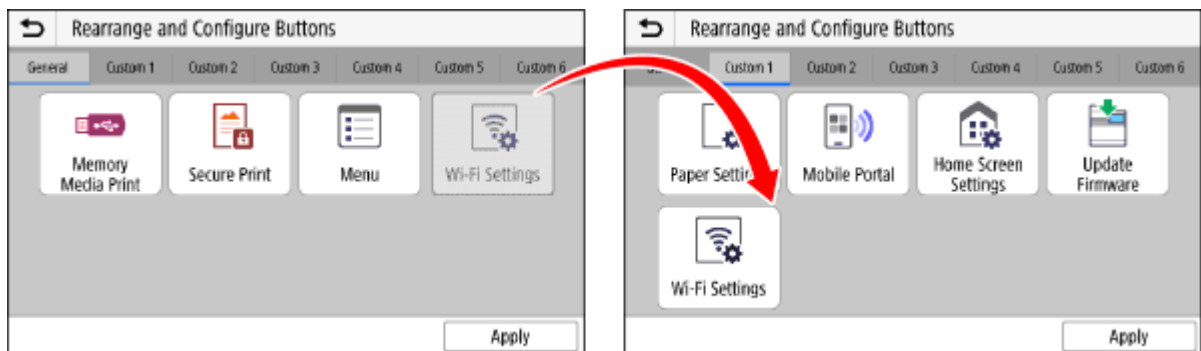 Rearrange and Configure Buttons
General Custom 1 Custom 2 Custom 3 Custom 4 Custom 5 Custom 6
Memory
Media Print
Secure Print
Menu
Wi-Fi Settings
Apply
Rearrange and Configure Buttons
Custom 1 Custom 2 Custom 3 Custom 4 Custom 5 Custom 6
Paper
Mobile Portal
Home Screen
Settings
Update
Firmware
Wi-Fi Settings
Apply